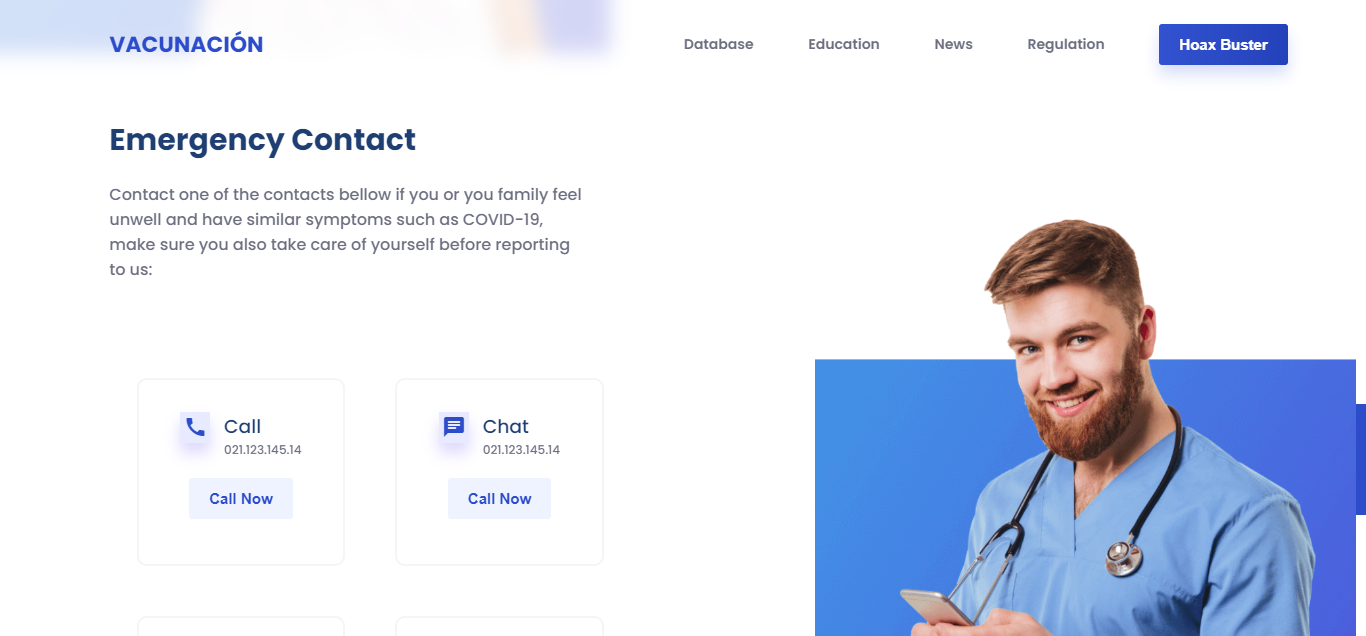 VACUNACIÓN
Database
Education
News
Regulation
Hoax Buster
Emergency Contact
Contact one of the contacts bellow if you or you family feel
unwell and have similar symptoms such as COVID-19,
make sure you also take care of yourself before reporting
to us:
Call
021.123.145.14
Call Now
Chat
021.123.145.14
Call Now